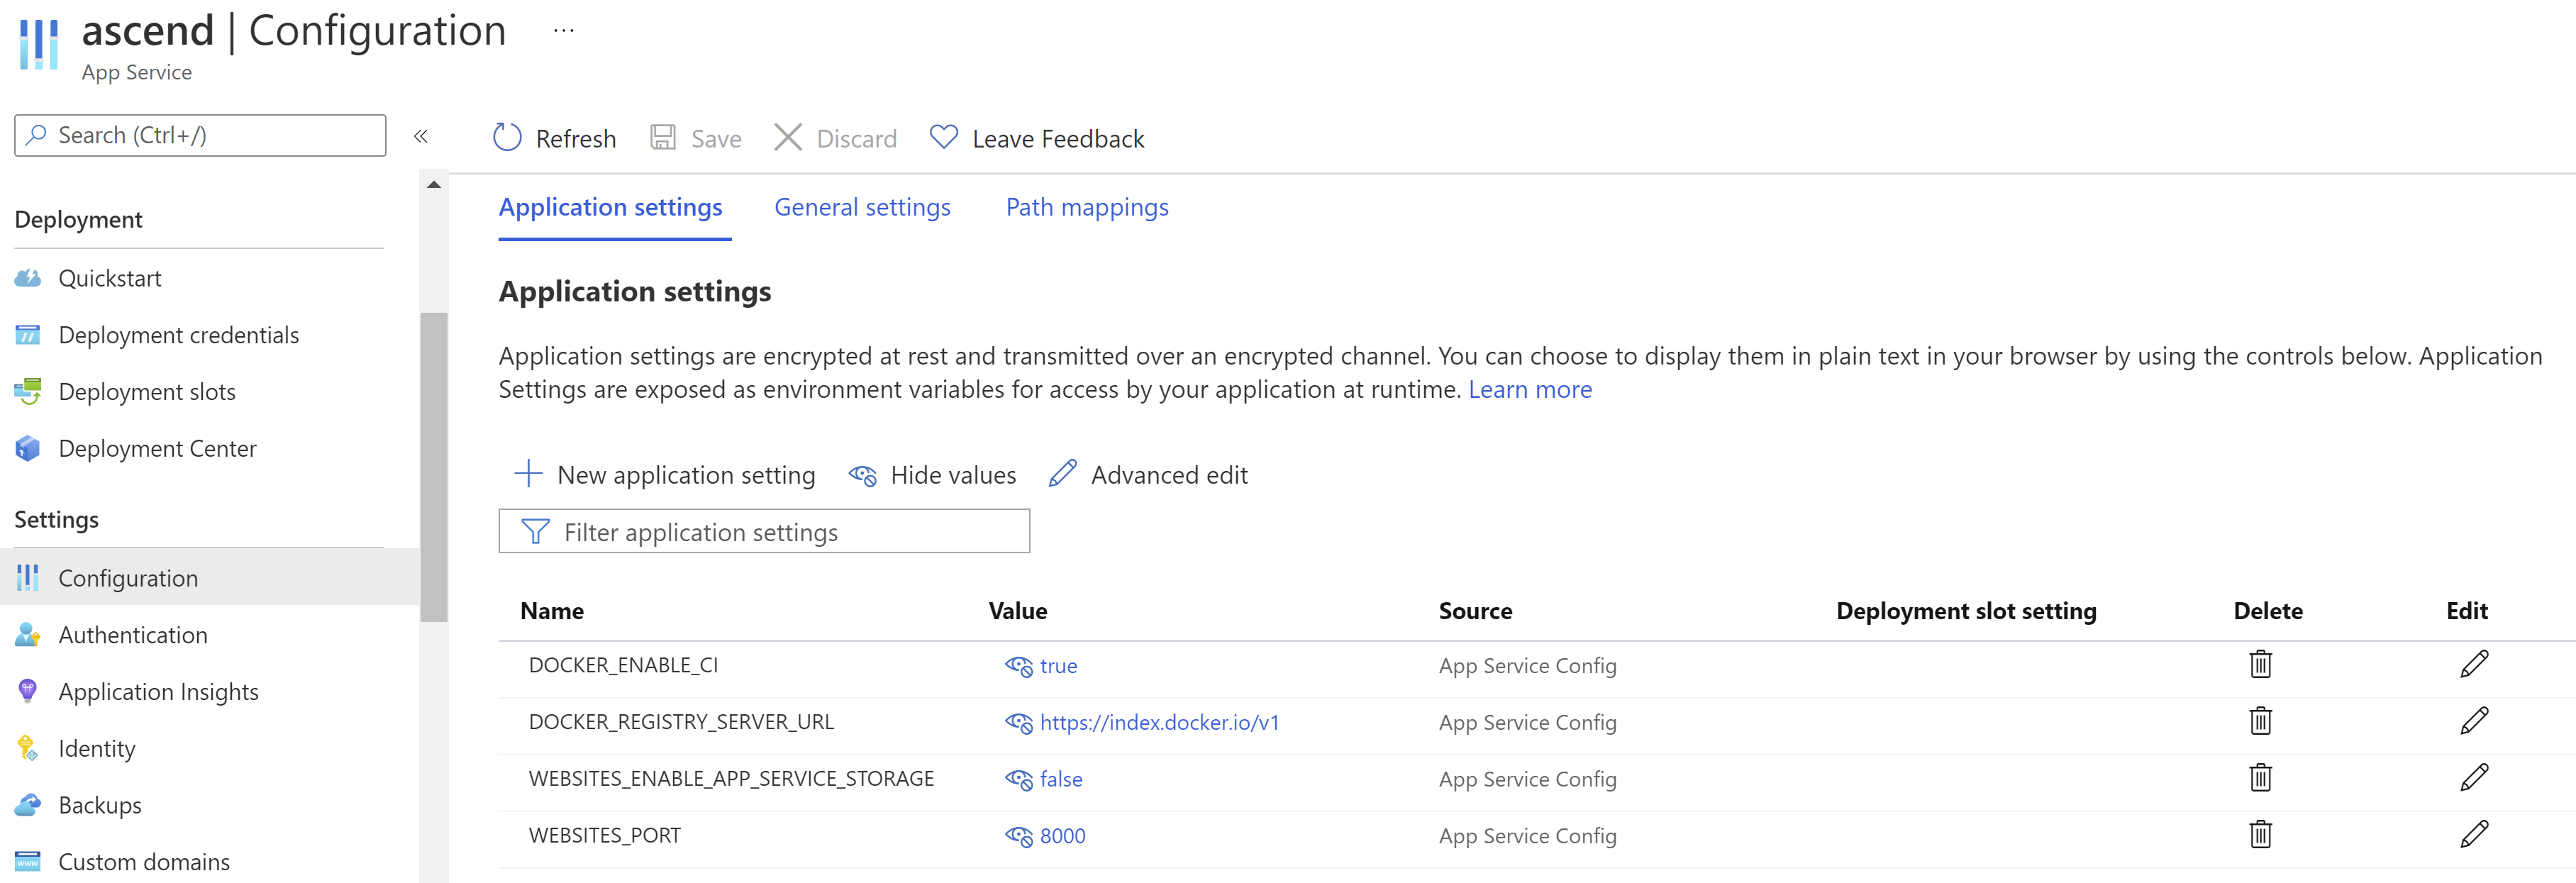 ascend | Configuration ...
App Service
Search (Ctrl+/)
«
Deployment
Quickstart
Deployment credentials
Deployment slots
Deployment Center
Settings
Configuration
Authentication
Application Insights
Identity
Backups
Custom domains
Refresh Save Discard Leave Feedback
Application settings General settings Path mappings
Application settings
Application settings are encrypted at rest and transmitted over an encrypted channel. You can choose to display them in plain text in your browser by using the controls below. Application
Settings are exposed as environment variables for access by your application at runtime. Learn more
New application setting Hide values Advanced edit
Filter application settings
Name Value Source Deployment slot setting Delete Edit
DOCKER_ENABLE_CI true App Service Config
DOCKER_REGISTRY_SERVER_URL https://index.docker.io/v1 App Service Config
WEBSITES_ENABLE_APP_SERVICE_STORAGE false App Service Config
WEBSITES_PORT 8000 App Service Config